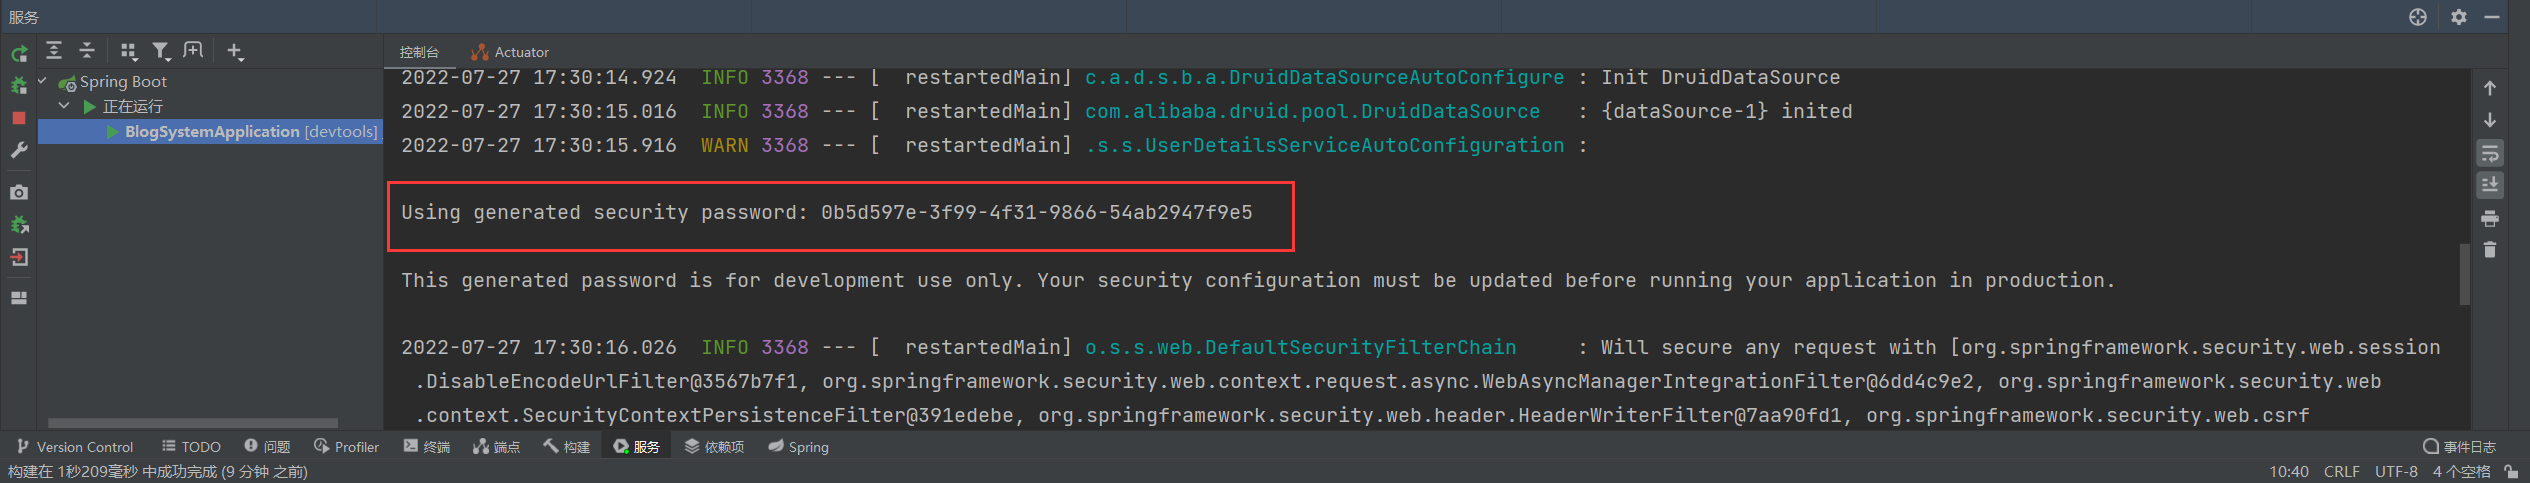 服务
控制台
Actuator
Spring Boot
正在运行
BlogSystemApplication [devtools]
2022-07-27 17:30:14.924  INFO 3368 --- [  restartedMain] c.a.d.s.b.a.DruidDataSourceAutoConfigure : Init DruidDataSource
2022-07-27 17:30:15.016  INFO 3368 --- [  restartedMain] com.alibaba.druid.pool.DruidDataSource   : {dataSource-1} inited
2022-07-27 17:30:15.916  WARN 3368 --- [  restartedMain] .s.s.UserDetailsServiceAutoConfiguration :
Using generated security password: 0b5d597e-3f99-4f31-9866-54ab2947f9e5
This generated password is for development use only. Your security configuration must be updated before running your application in production.
2022-07-27 17:30:16.026  INFO 3368 --- [  restartedMain] o.s.s.web.DefaultSecurityFilterChain     : Will secure any request with [org.springframework.security.web.session
.DisableEncodeUrlFilter@3567b7f1, org.springframework.security.web.context.request.async.WebAsyncManagerIntegrationFilter@6dd4c9e2, org.springframework.security.web
.context.SecurityContextPersistenceFilter@391edebe, org.springframework.security.web.header.HeaderWriterFilter@7aa90fd1, org.springframework.security.web.csrf
Version Control TODO 问题 Profiler 终端 端点 构建 服务 依赖项 Spring 事件日志
构建在 1秒209毫秒 中成功完成 (9 分钟 之前) 10:40 CRLF UTF-8 4 个空格